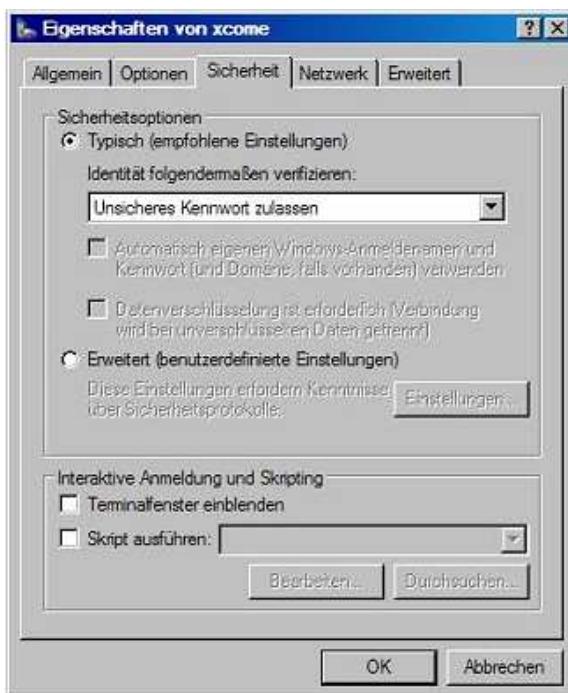 Eigenschaften von xcome
Allgemein Optionen Sicherheit Netzwerk Erweitert
Sicherheitsoptionen
Typisch (empfohlene Einstellungen)
Identität folgendermaßen verifizieren:
Unsicheres Kennwort zulassen
Automatisch eigenen Windows-Anmeldenamen und
Kennwort (und Domäne, falls vorhanden) verwenden
Datenverschlüsselung ist erforderlich (Verbindung
wird bei unverschlüsselten Daten getrennt)
Erweitert (benutzerdefinierte Einstellungen)
Diese Einstellungen erfordern Kenntnisse
über Sicherheitsprotokolle.
Einstellungen...
Interaktive Anmeldung und Skripting
Terminalfenster einblenden
Skript ausführen:
Bearbeiten... Durchsuchen...
OK Abbrechen